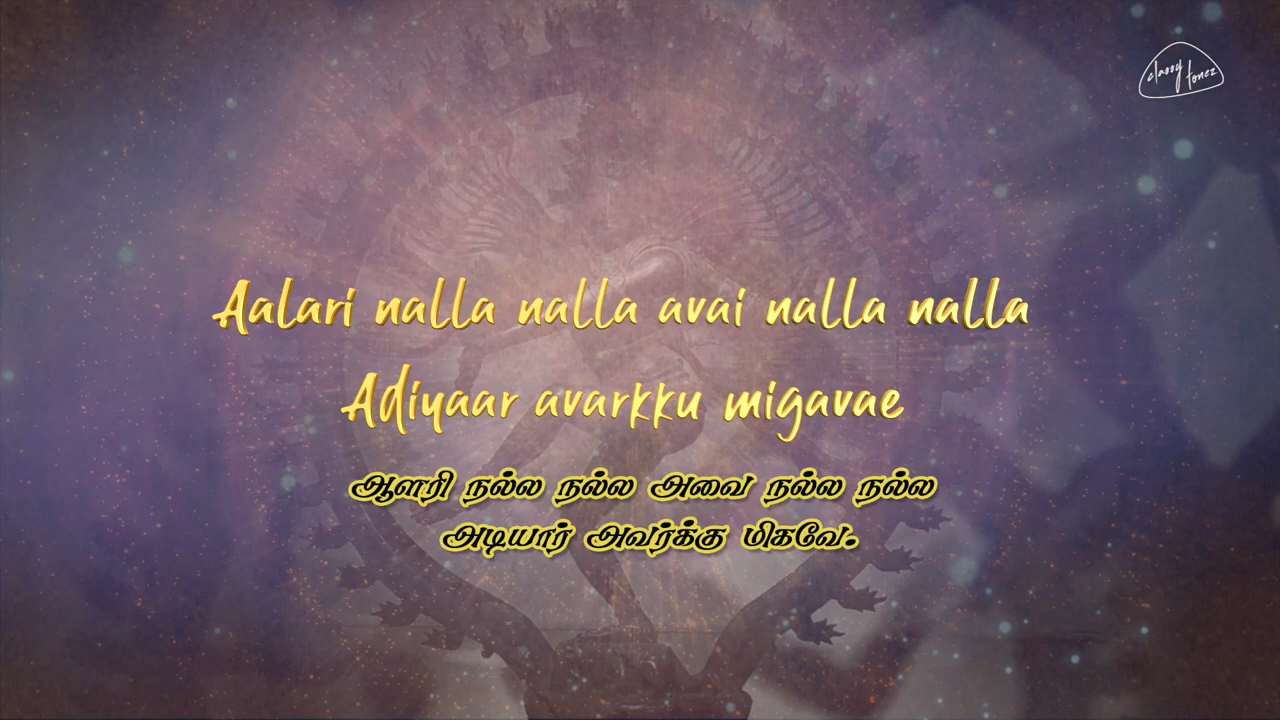 classy tonez
Aalari nalla nalla avai nalla nalla
Adiyaar avarkku migavae
ஆளரி நல்ல நல்ல அவை நல்ல நல்ல
அடியார் அவர்க்கு மிகவே.